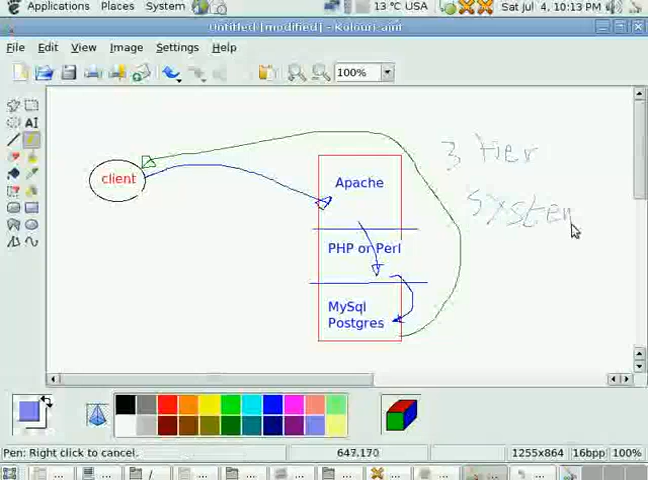 Applications Places System 13 °C USA Sat Jul 4, 10:13 PM
Untitled [modified] - KolourPaint
File Edit View Image Settings Help
100%
A
client
Apache
PHP or Perl
MySql
Postgres
3 tier
system
Pen: Right click to cancel. 647,170 1255x864 16bpp 100%